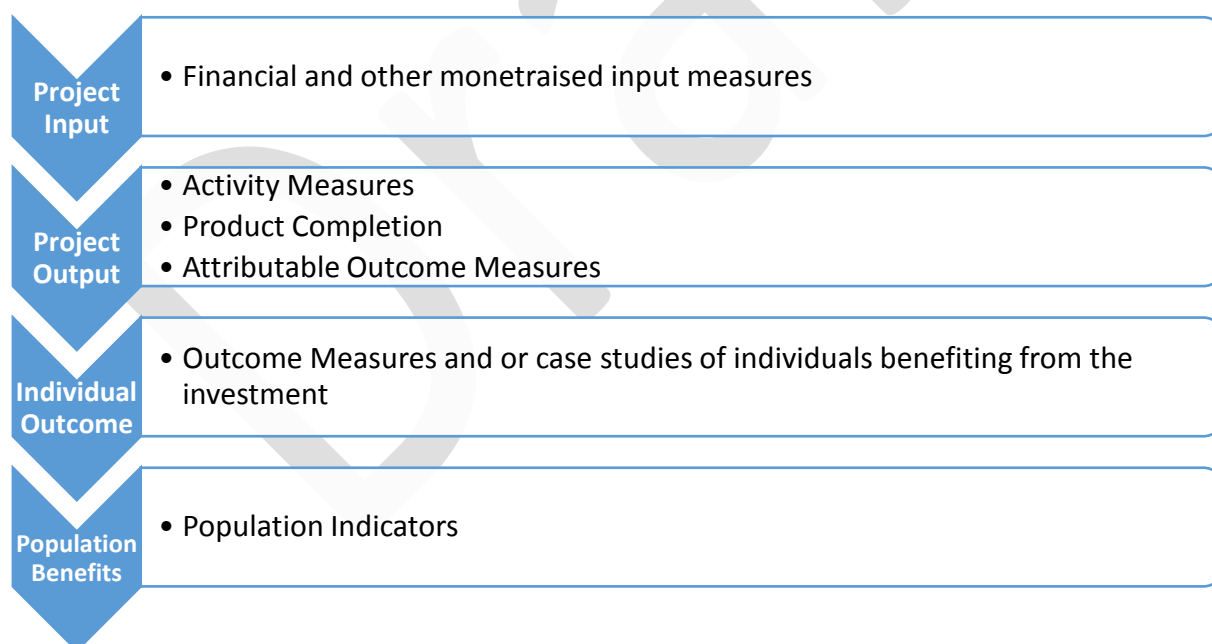 Project
Input
• Financial and other monetraised input measures
Project
Output
• Activity Measures
• Product Completion
• Attributable Outcome Measures
Individual
Outcome
• Outcome Measures and or case studies of individuals benefiting from the
investment
Population
Benefits
• Population Indicators